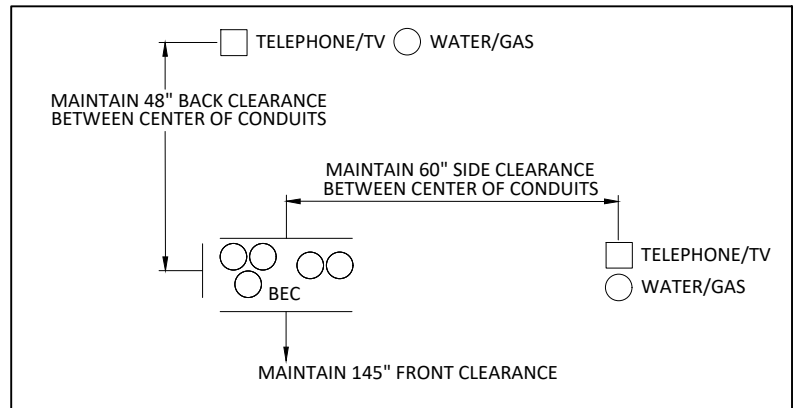 TELEPHONE/TV
WATER/GAS
MAINTAIN 48" BACK CLEARANCE
BETWEEN CENTER OF CONDUITS
MAINTAIN 60" SIDE CLEARANCE
BETWEEN CENTER OF CONDUITS
TELEPHONE/TV
WATER/GAS
BEC
MAINTAIN 145" FRONT CLEARANCE